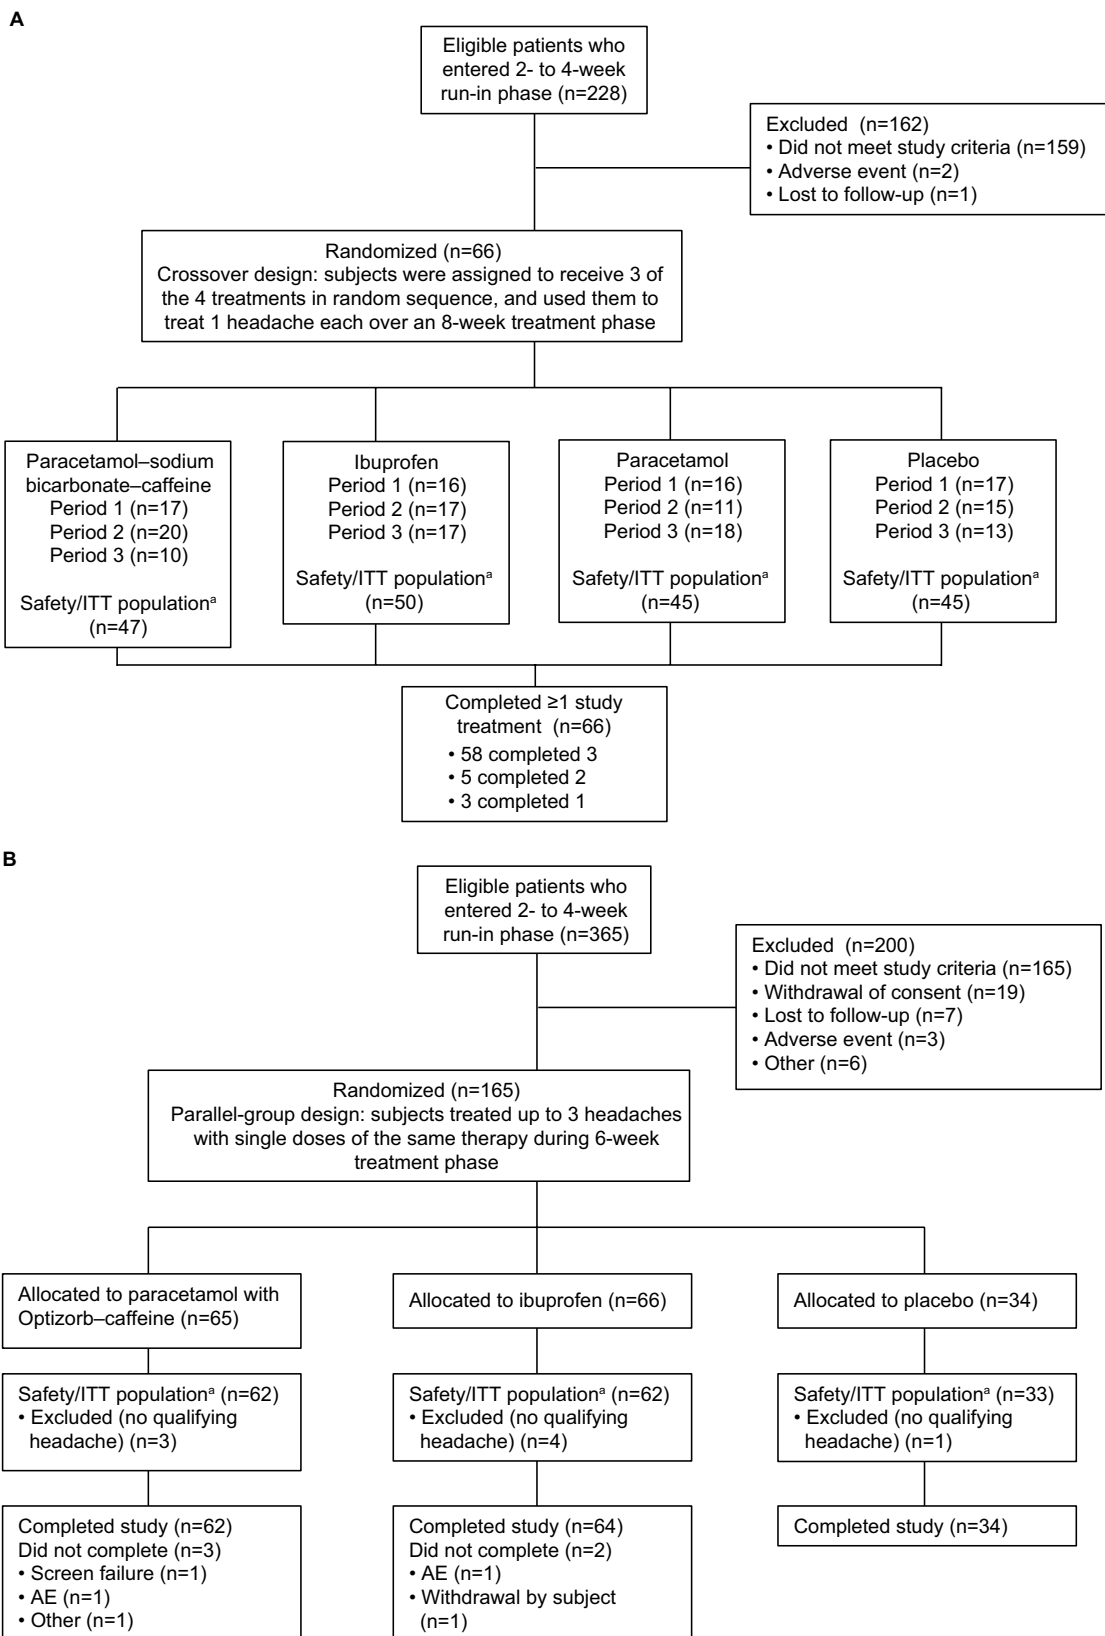 A
Eligible patients who
entered 2- to 4-week
run-in phase (n=228)
Excluded (n=162)
• Did not meet study criteria (n=159)
• Adverse event (n=2)
• Lost to follow-up (n=1)
Randomized (n=66)
Crossover design: subjects were assigned to receive 3 of
the 4 treatments in random sequence, and used them to
treat 1 headache each over an 8-week treatment phase
Paracetamol–sodium
bicarbonate–caffeine
Period 1 (n=17)
Period 2 (n=20)
Period 3 (n=10)
Safety/ITT populationᵃ
(n=47)
Ibuprofen
Period 1 (n=16)
Period 2 (n=17)
Period 3 (n=17)
Safety/ITT populationᵃ
(n=50)
Paracetamol
Period 1 (n=16)
Period 2 (n=11)
Period 3 (n=18)
Safety/ITT populationᵃ
(n=45)
Placebo
Period 1 (n=17)
Period 2 (n=15)
Period 3 (n=13)
Safety/ITT populationᵃ
(n=45)
Completed ≥1 study
treatment (n=66)
• 58 completed 3
• 5 completed 2
• 3 completed 1
B
Eligible patients who
entered 2- to 4-week
run-in phase (n=365)
Excluded (n=200)
• Did not meet study criteria (n=165)
• Withdrawal of consent (n=19)
• Lost to follow-up (n=7)
• Adverse event (n=3)
• Other (n=6)
Randomized (n=165)
Parallel-group design: subjects treated up to 3 headaches
with single doses of the same therapy during 6-week
treatment phase
Allocated to paracetamol with
Optizorb–caffeine (n=65)
Allocated to ibuprofen (n=66)
Allocated to placebo (n=34)
Safety/ITT populationᵃ (n=62)
• Excluded (no qualifying
headache) (n=3)
Safety/ITT populationᵃ (n=62)
• Excluded (no qualifying
headache) (n=4)
Safety/ITT populationᵃ (n=33)
• Excluded (no qualifying
headache) (n=1)
Completed study (n=62)
Did not complete (n=3)
• Screen failure (n=1)
• AE (n=1)
• Other (n=1)
Completed study (n=64)
Did not complete (n=2)
• AE (n=1)
• Withdrawal by subject
(n=1)
Completed study (n=34)